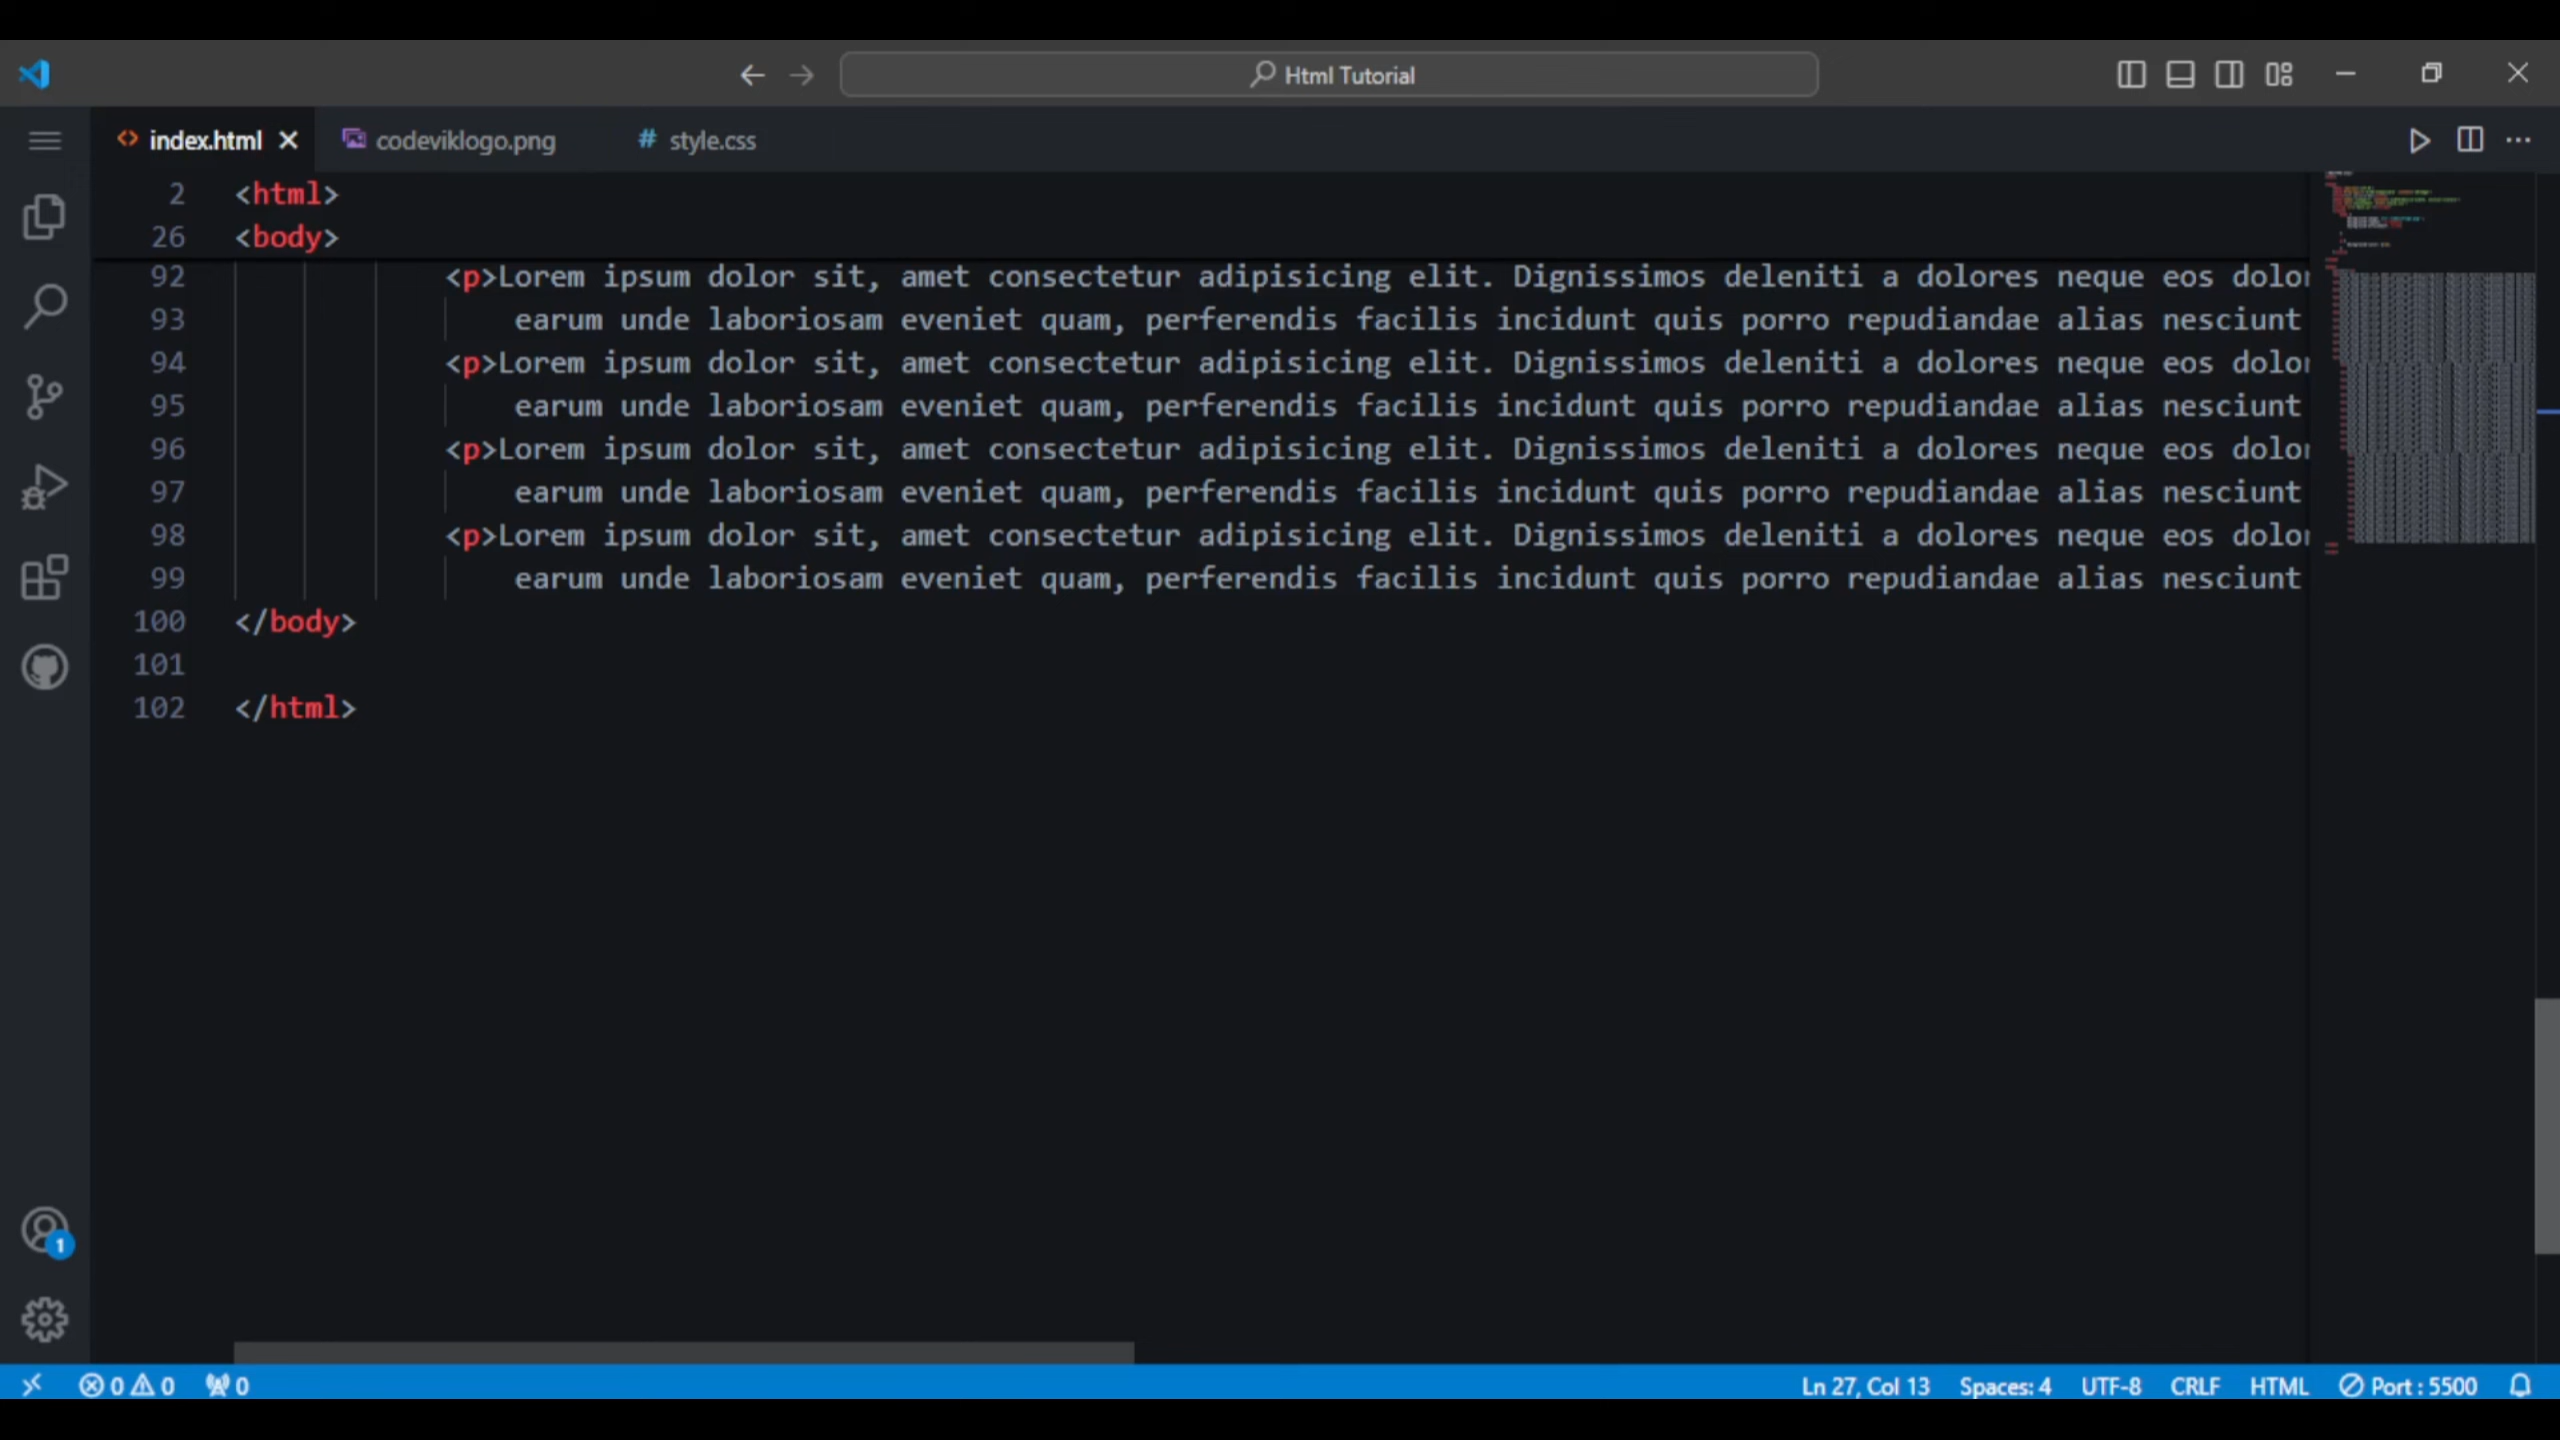 Html Tutorial
index.html codeviklogo.png # style.css
2 <html>
26 <body>
92 <p>Lorem ipsum dolor sit, amet consectetur adipisicing elit. Dignissimos deleniti a dolores neque eos dolor
93 earum unde laboriosam eveniet quam, perferendis facilis incidunt quis porro repudiandae alias nesciunt
94 <p>Lorem ipsum dolor sit, amet consectetur adipisicing elit. Dignissimos deleniti a dolores neque eos dolor
95 earum unde laboriosam eveniet quam, perferendis facilis incidunt quis porro repudiandae alias nesciunt
96 <p>Lorem ipsum dolor sit, amet consectetur adipisicing elit. Dignissimos deleniti a dolores neque eos dolor
97 earum unde laboriosam eveniet quam, perferendis facilis incidunt quis porro repudiandae alias nesciunt
98 <p>Lorem ipsum dolor sit, amet consectetur adipisicing elit. Dignissimos deleniti a dolores neque eos dolor
99 earum unde laboriosam eveniet quam, perferendis facilis incidunt quis porro repudiandae alias nesciunt
100 </body>
101
102 </html>
1
0 0 0 Ln 27, Col 13 Spaces: 4 UTF-8 CRLF HTML Port : 5500